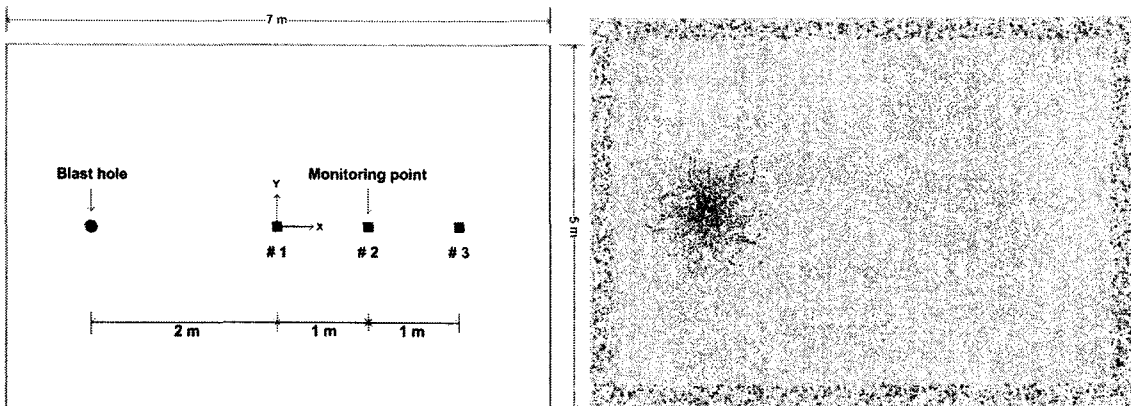 7 m
Blast hole
Y
Monitoring point
X
5 m
# 1
# 2
# 3
2 m
1 m
1 m